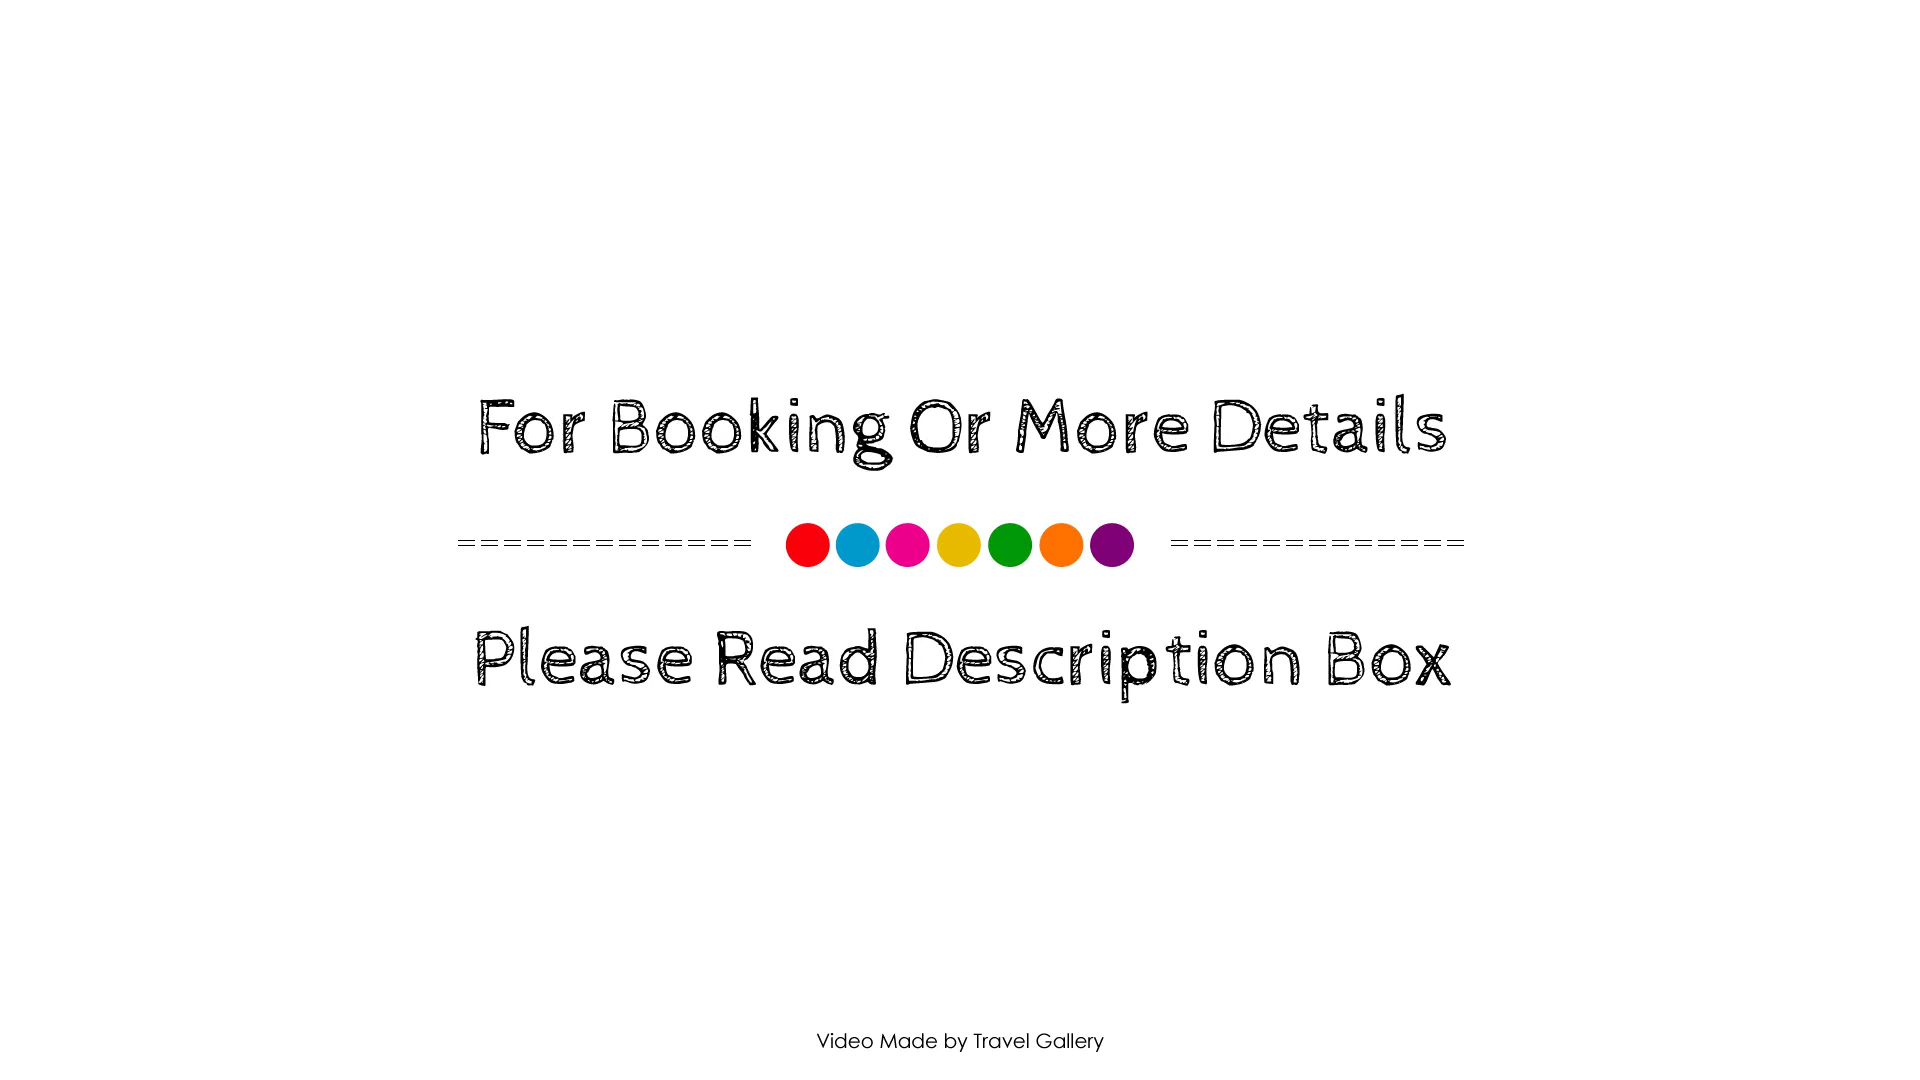 For Booking Or More Details
============= =============
Please Read Description Box
Video Made by Travel Gallery